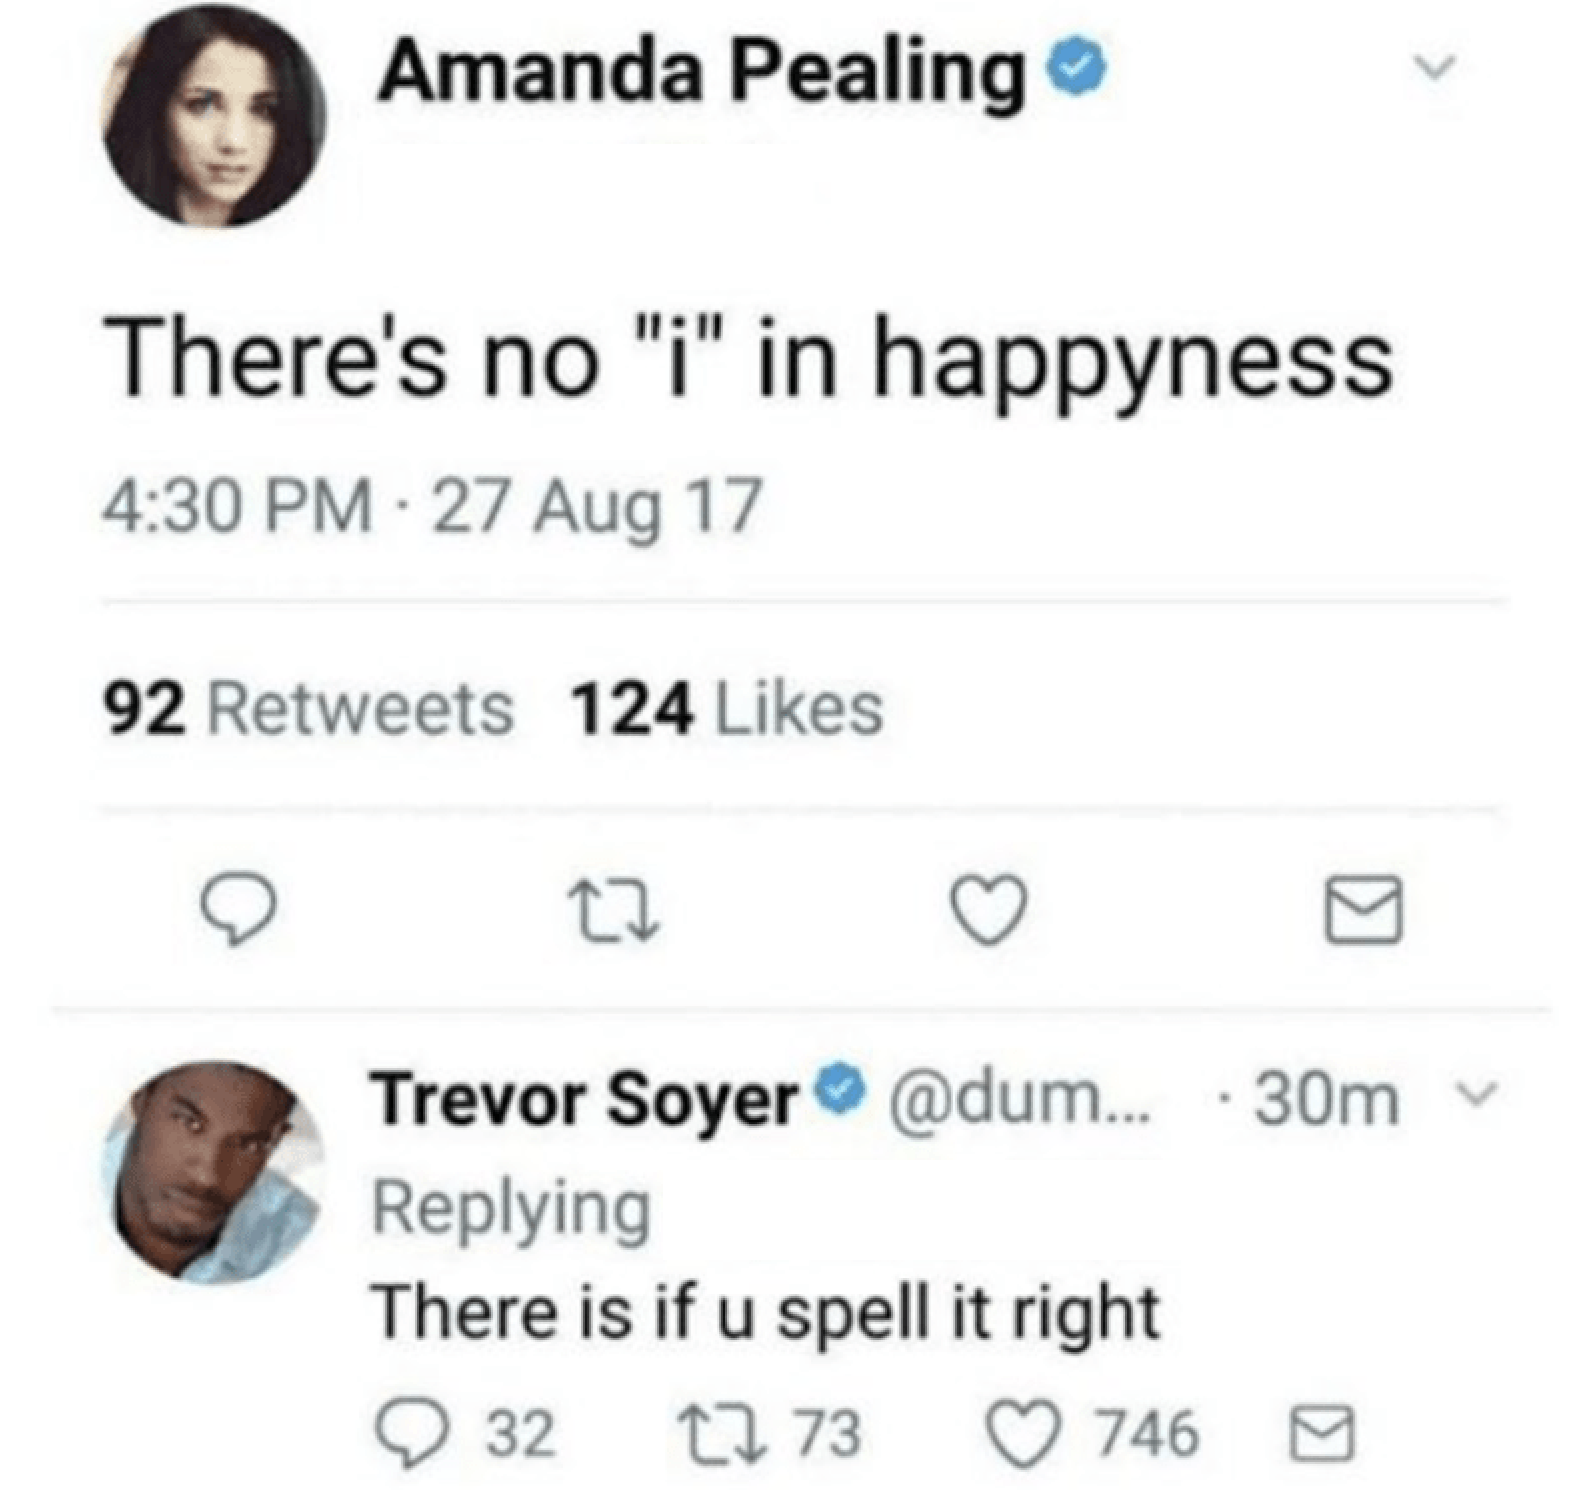 Amanda Pealing
There's no "i" in happyness
4:30 PM · 27 Aug 17
92 Retweets 124 Likes
Trevor Soyer @dum... · 30m
Replying
There is if u spell it right
32 73 746